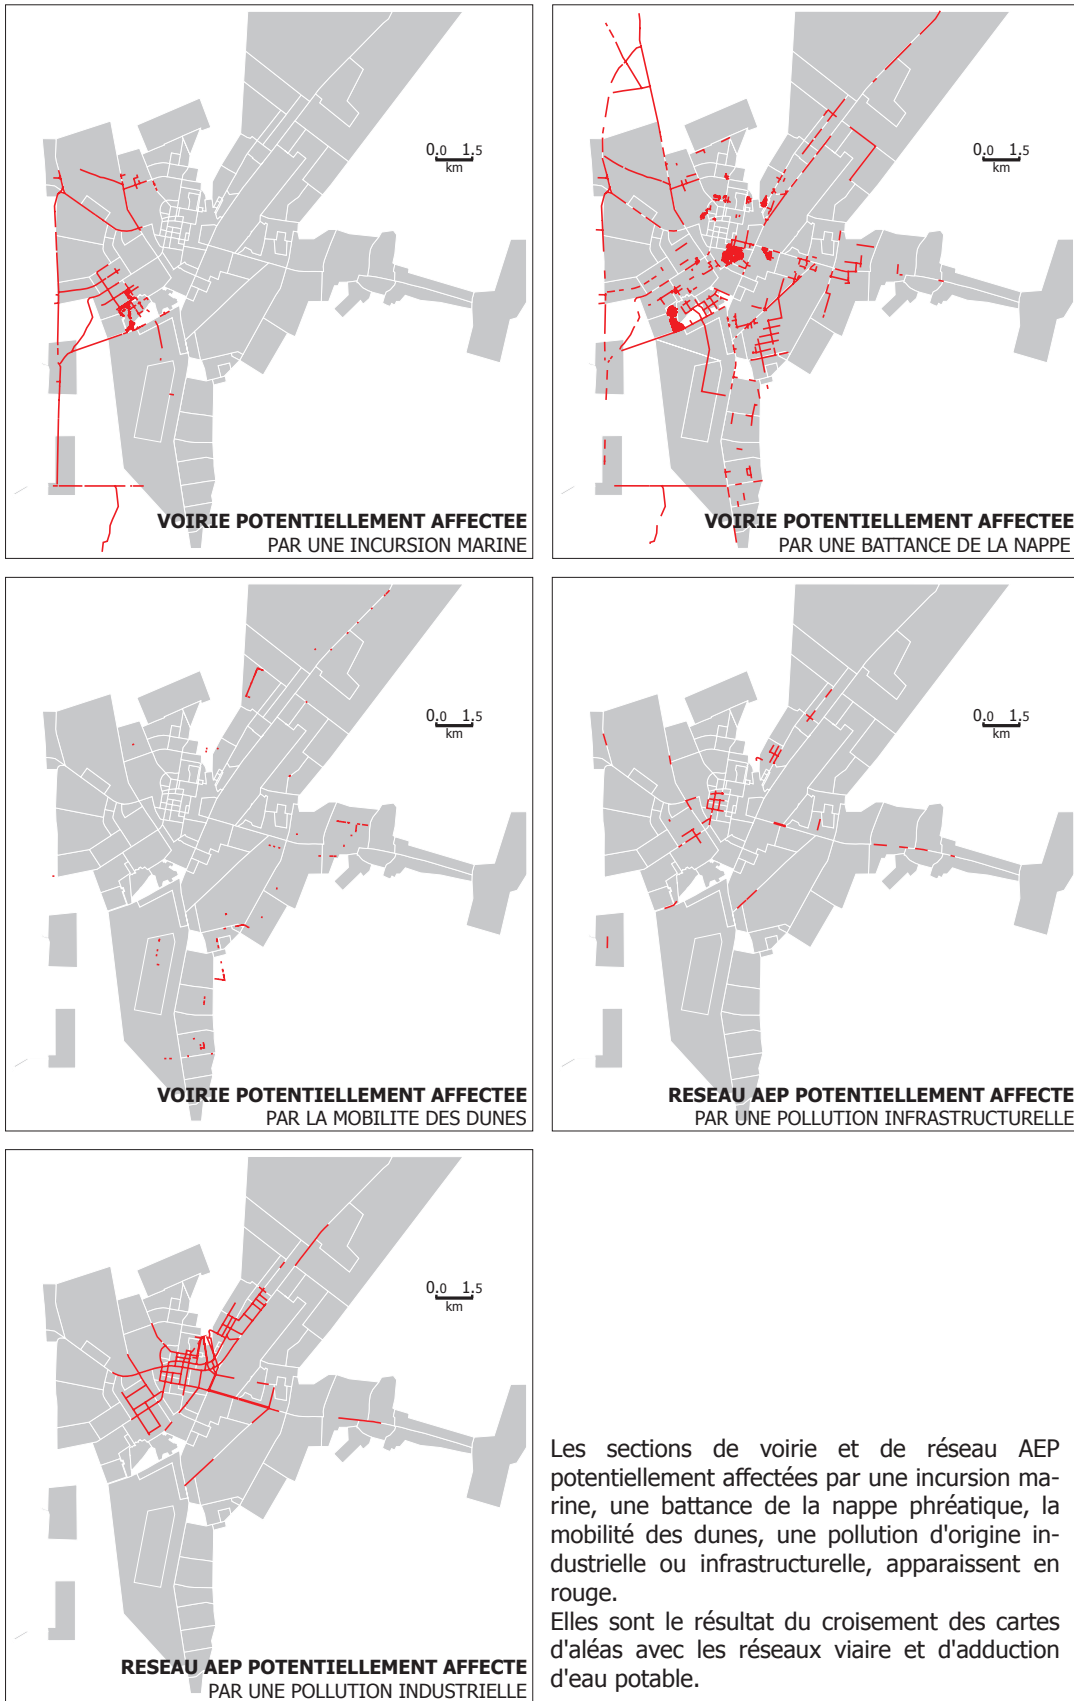 0.0 1.5
km
VOIRIE POTENTIELLEMENT AFFECTEE
PAR UNE INCURSION MARINE
0.0 1.5
km
VOIRIE POTENTIELLEMENT AFFECTEE
PAR UNE BATTANCE DE LA NAPPE
0.0 1.5
km
VOIRIE POTENTIELLEMENT AFFECTEE
PAR LA MOBILITE DES DUNES
0.0 1.5
km
RESEAU AEP POTENTIELLEMENT AFFECTE
PAR UNE POLLUTION INFRASTRUCTURELLE
0.0 1.5
km
RESEAU AEP POTENTIELLEMENT AFFECTE
PAR UNE POLLUTION INDUSTRIELLE
Les sections de voirie et de réseau AEP
potentiellement affectées par une incursion ma-
rine, une battance de la nappe phréatique, la
mobilité des dunes, une pollution d'origine in-
dustrielle ou infrastructurelle, apparaissent en
rouge.
Elles sont le résultat du croisement des cartes
d'aléas avec les réseaux viaire et d'adduction
d'eau potable.